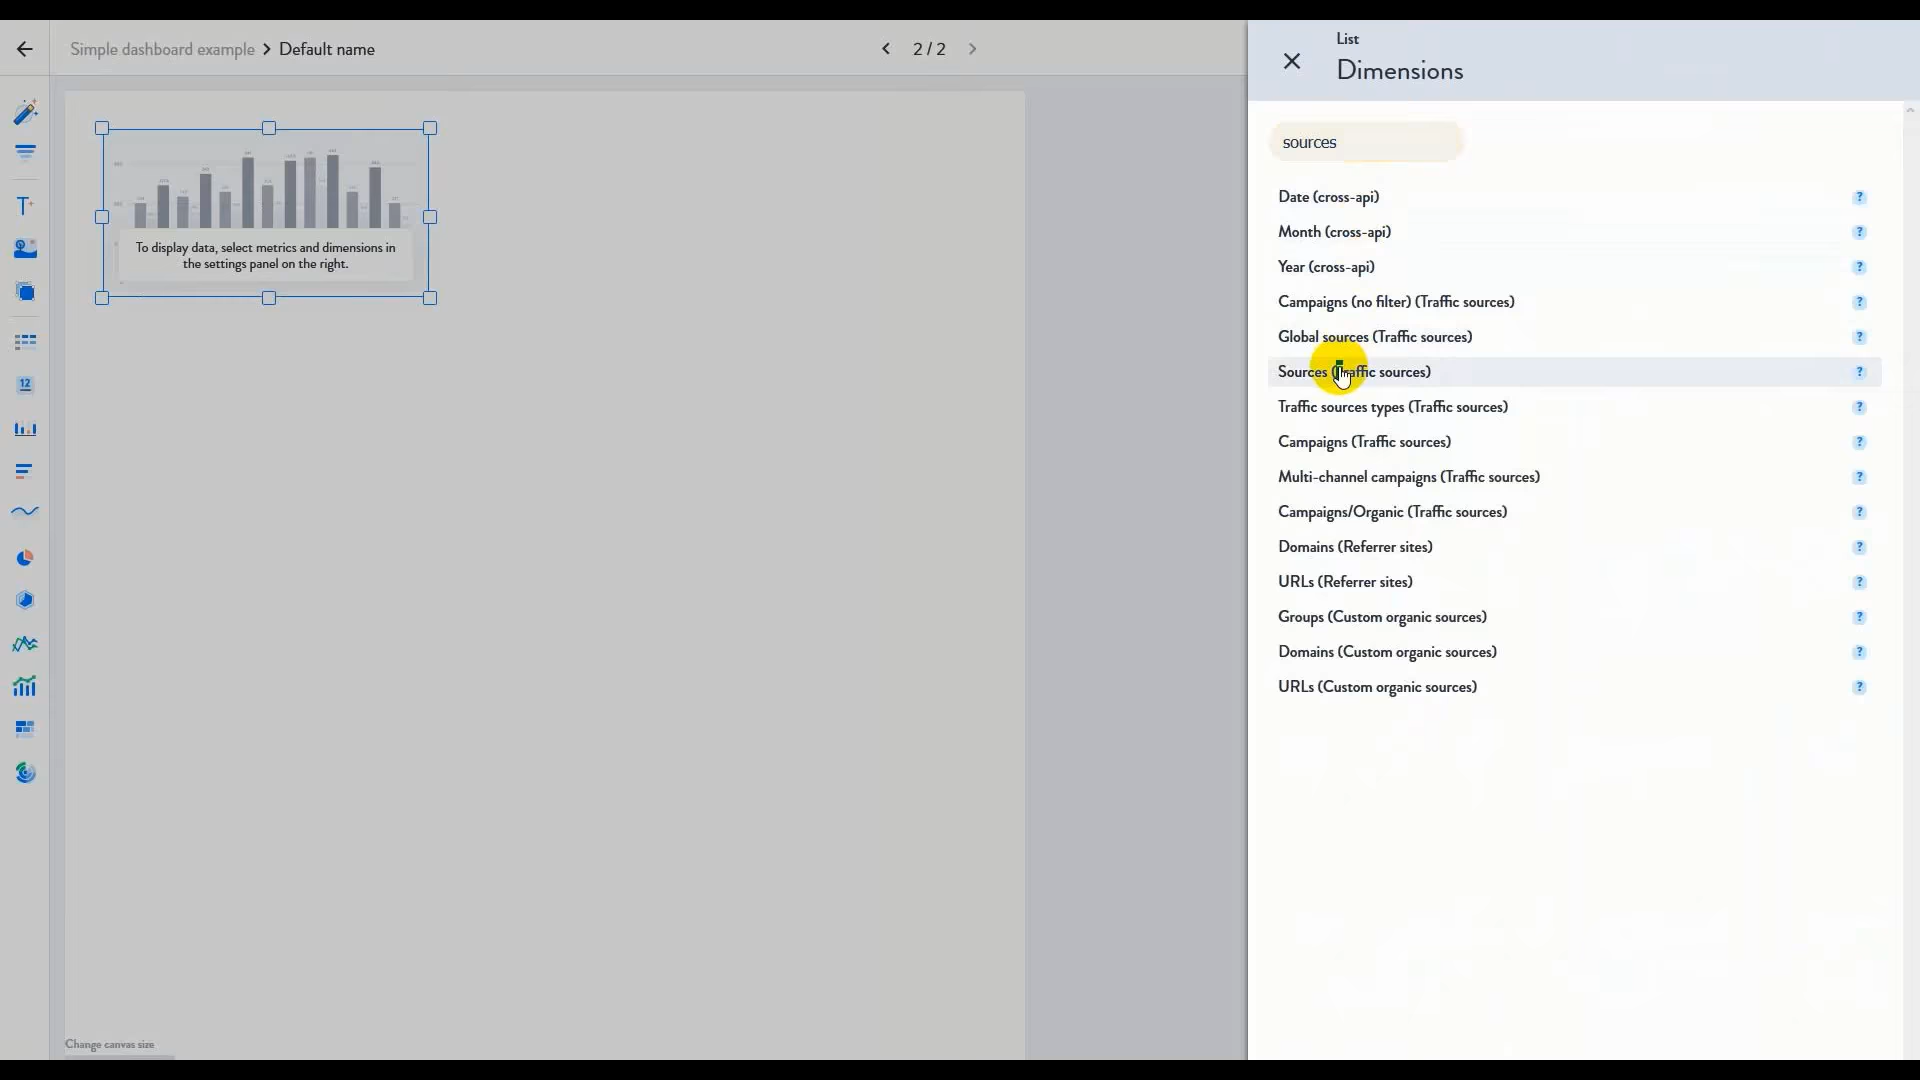 Simple dashboard example > Default name
2 / 2
List
Dimensions
sources
Date (cross-api) ?
Month (cross-api) ?
Year (cross-api) ?
Campaigns (no filter) (Traffic sources) ?
Global sources (Traffic sources) ?
Sources (Traffic sources) ?
Traffic sources types (Traffic sources) ?
Campaigns (Traffic sources) ?
Multi-channel campaigns (Traffic sources) ?
Campaigns/Organic (Traffic sources) ?
Domains (Referrer sites) ?
URLs (Referrer sites) ?
Groups (Custom organic sources) ?
Domains (Custom organic sources) ?
URLs (Custom organic sources) ?
To display data, select metrics and dimensions in
the settings panel on the right.
T+
12
Change canvas size